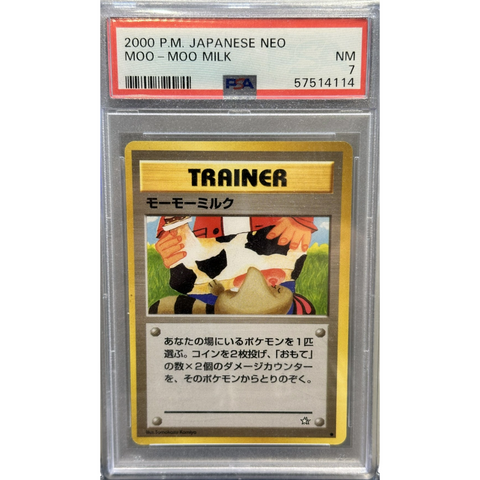 2000 P.M. JAPANESE NEO
MOO-MOO MILK
NM
7
57514114
PSA
TRAINER
モーモーミルク
あなたの場にいるポケモンを1匹
選ぶ。コインを2枚投げ、「おもて」
の数×2個のダメージカウンター
を、そのポケモンからとりのぞく。